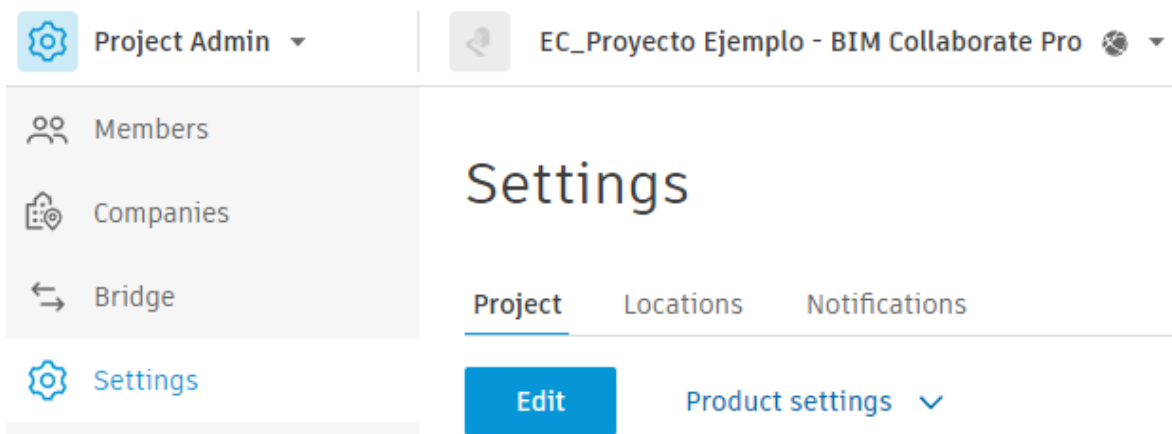 Project Admin
EC_Proyecto Ejemplo - BIM Collaborate Pro
Members
Companies
Bridge
Settings
Settings
Project Locations Notifications
Edit Product settings